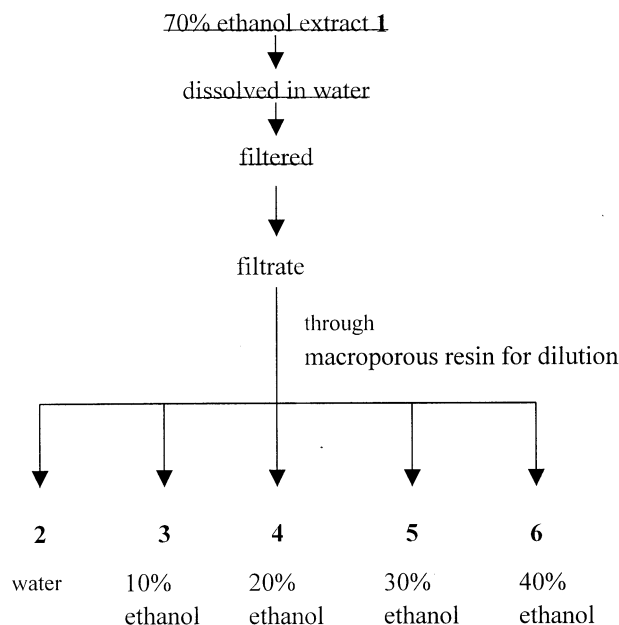 70% ethanol extract 1
dissolved in water
filtered
filtrate
through
macroporous resin for dilution
2 3 4 5 6
water 10% 20% 30% 40%
ethanol ethanol ethanol ethanol